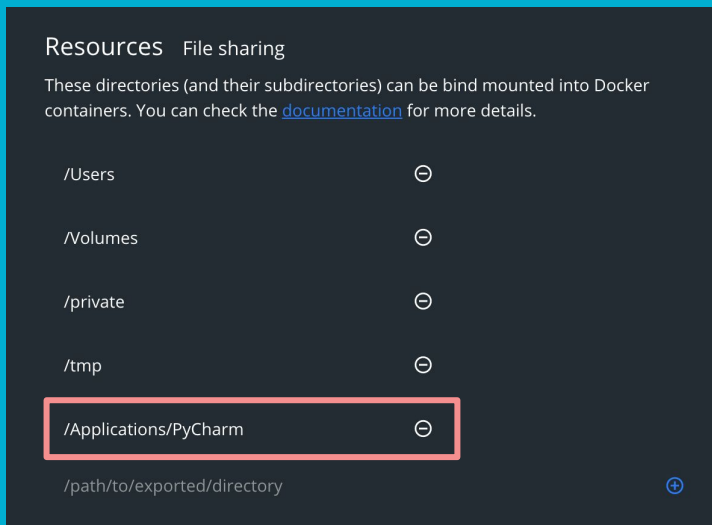 Resources File sharing
These directories (and their subdirectories) can be bind mounted into Docker
containers. You can check the documentation for more details.
/Users
/Volumes
/private
/tmp
/Applications/PyCharm
/path/to/exported/directory